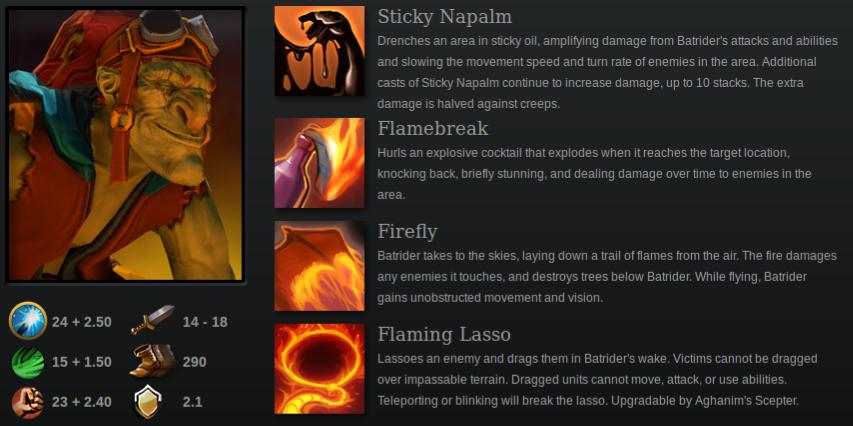 Sticky Napalm
Drenches an area in sticky oil, amplifying damage from Batrider's attacks and abilities
and slowing the movement speed and turn rate of enemies in the area. Additional
casts of Sticky Napalm continue to increase damage, up to 10 stacks. The extra
damage is halved against creeps.
Flamebreak
Hurls an explosive cocktail that explodes when it reaches the target location,
knocking back, briefly stunning, and dealing damage over time to enemies in the
area.
Firefly
Batrider takes to the skies, laying down a trail of flames from the air. The fire damages
any enemies it touches, and destroys trees below Batrider. While flying, Batrider
gains unobstructed movement and vision.
Flaming Lasso
Lassoes an enemy and drags them in Batrider's wake. Victims cannot be dragged
over impassable terrain. Dragged units cannot move, attack, or use abilities.
Teleporting or blinking will break the lasso. Upgradable by Aghanim's Scepter.
24 + 2.50 14 - 18
15 + 1.50 290
23 + 2.40 2.1